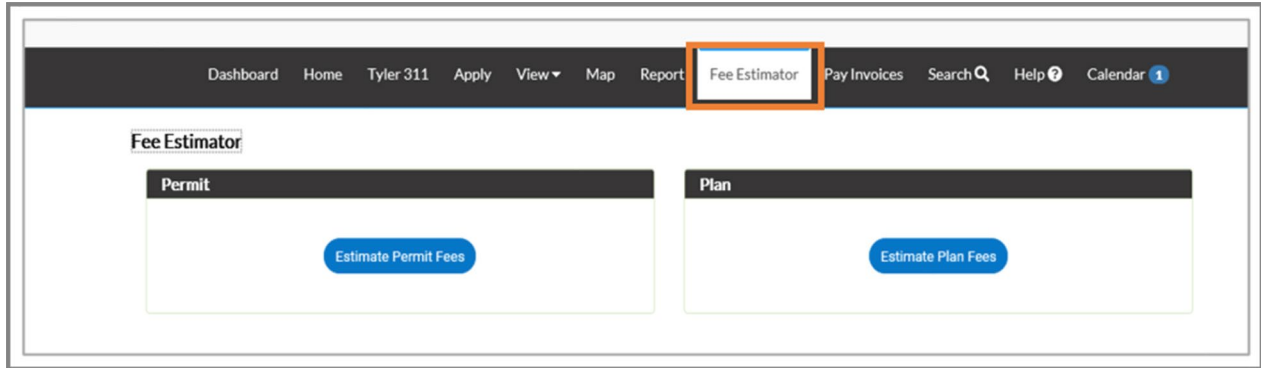 Dashboard Home Tyler 311 Apply View Map Report Fee Estimator Pay Invoices Search Help ? Calendar 1
Fee Estimator
Permit
Estimate Permit Fees
Plan
Estimate Plan Fees